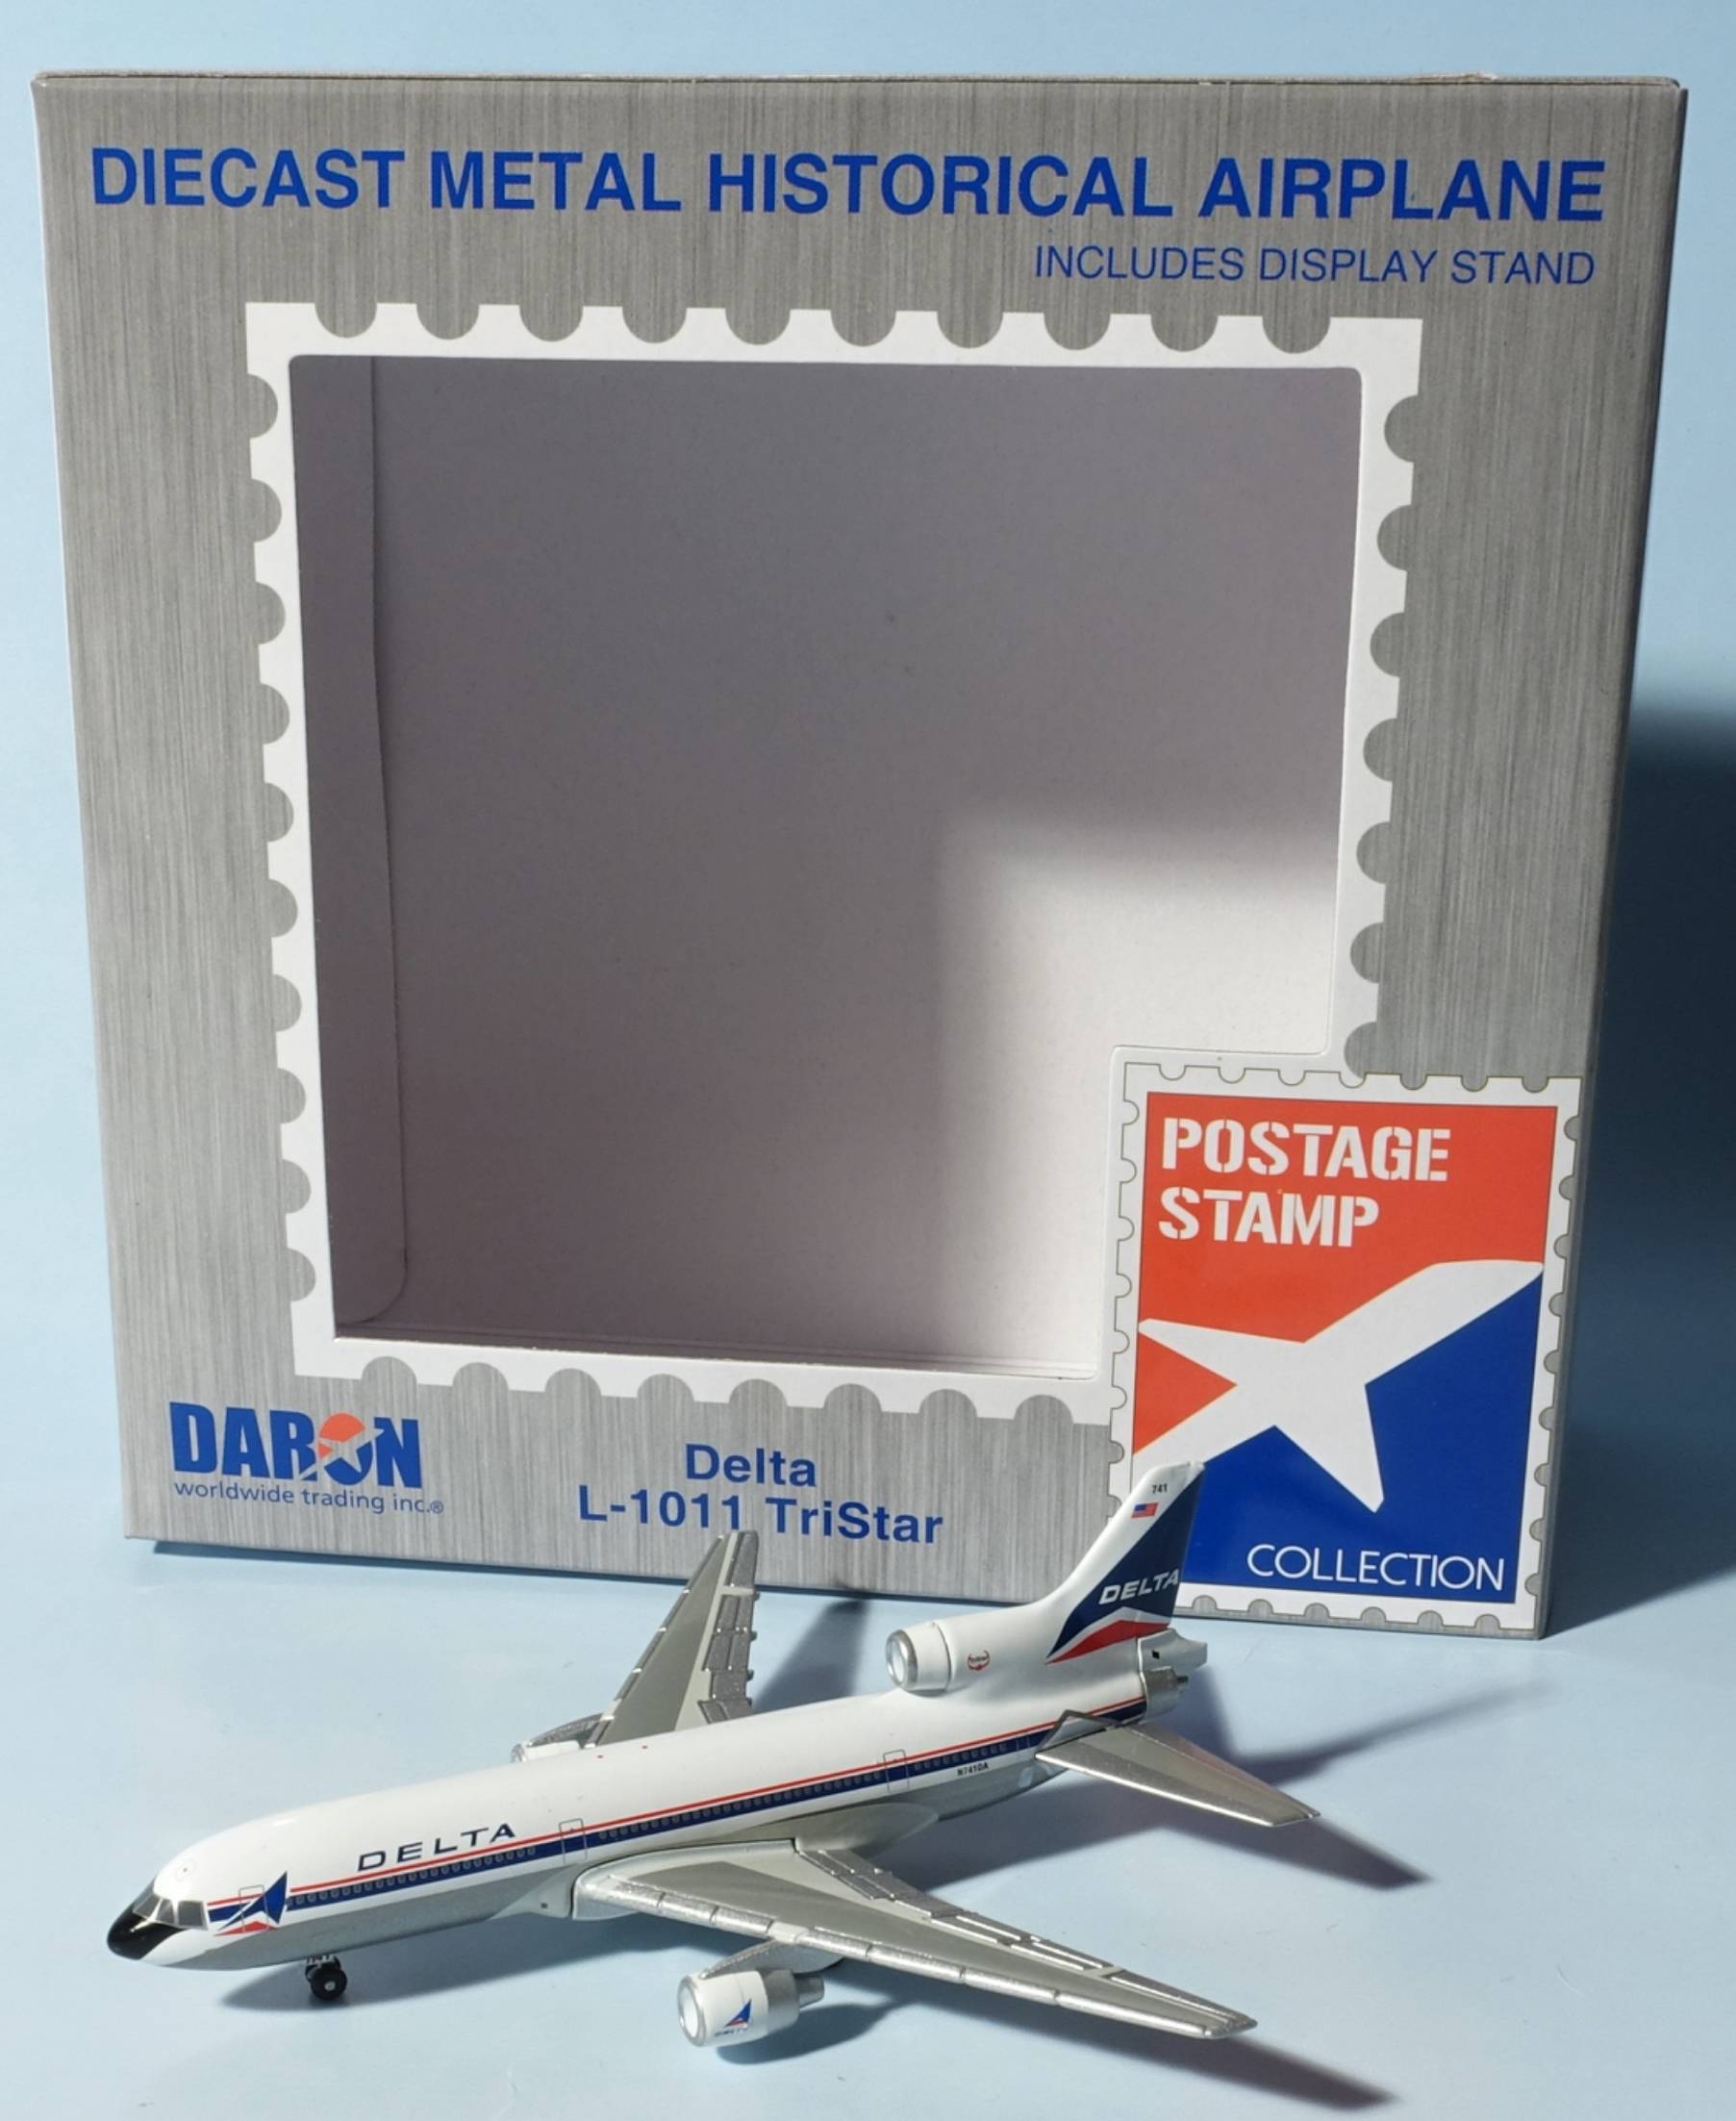 DIECAST METAL HISTORICAL AIRPLANE
INCLUDES DISPLAY STAND
POSTAGE
STAMP
COLLECTION
DARON
worldwide trading inc.®
Delta
L-1011 TriStar
741
DELTA
N741DA
DELTA